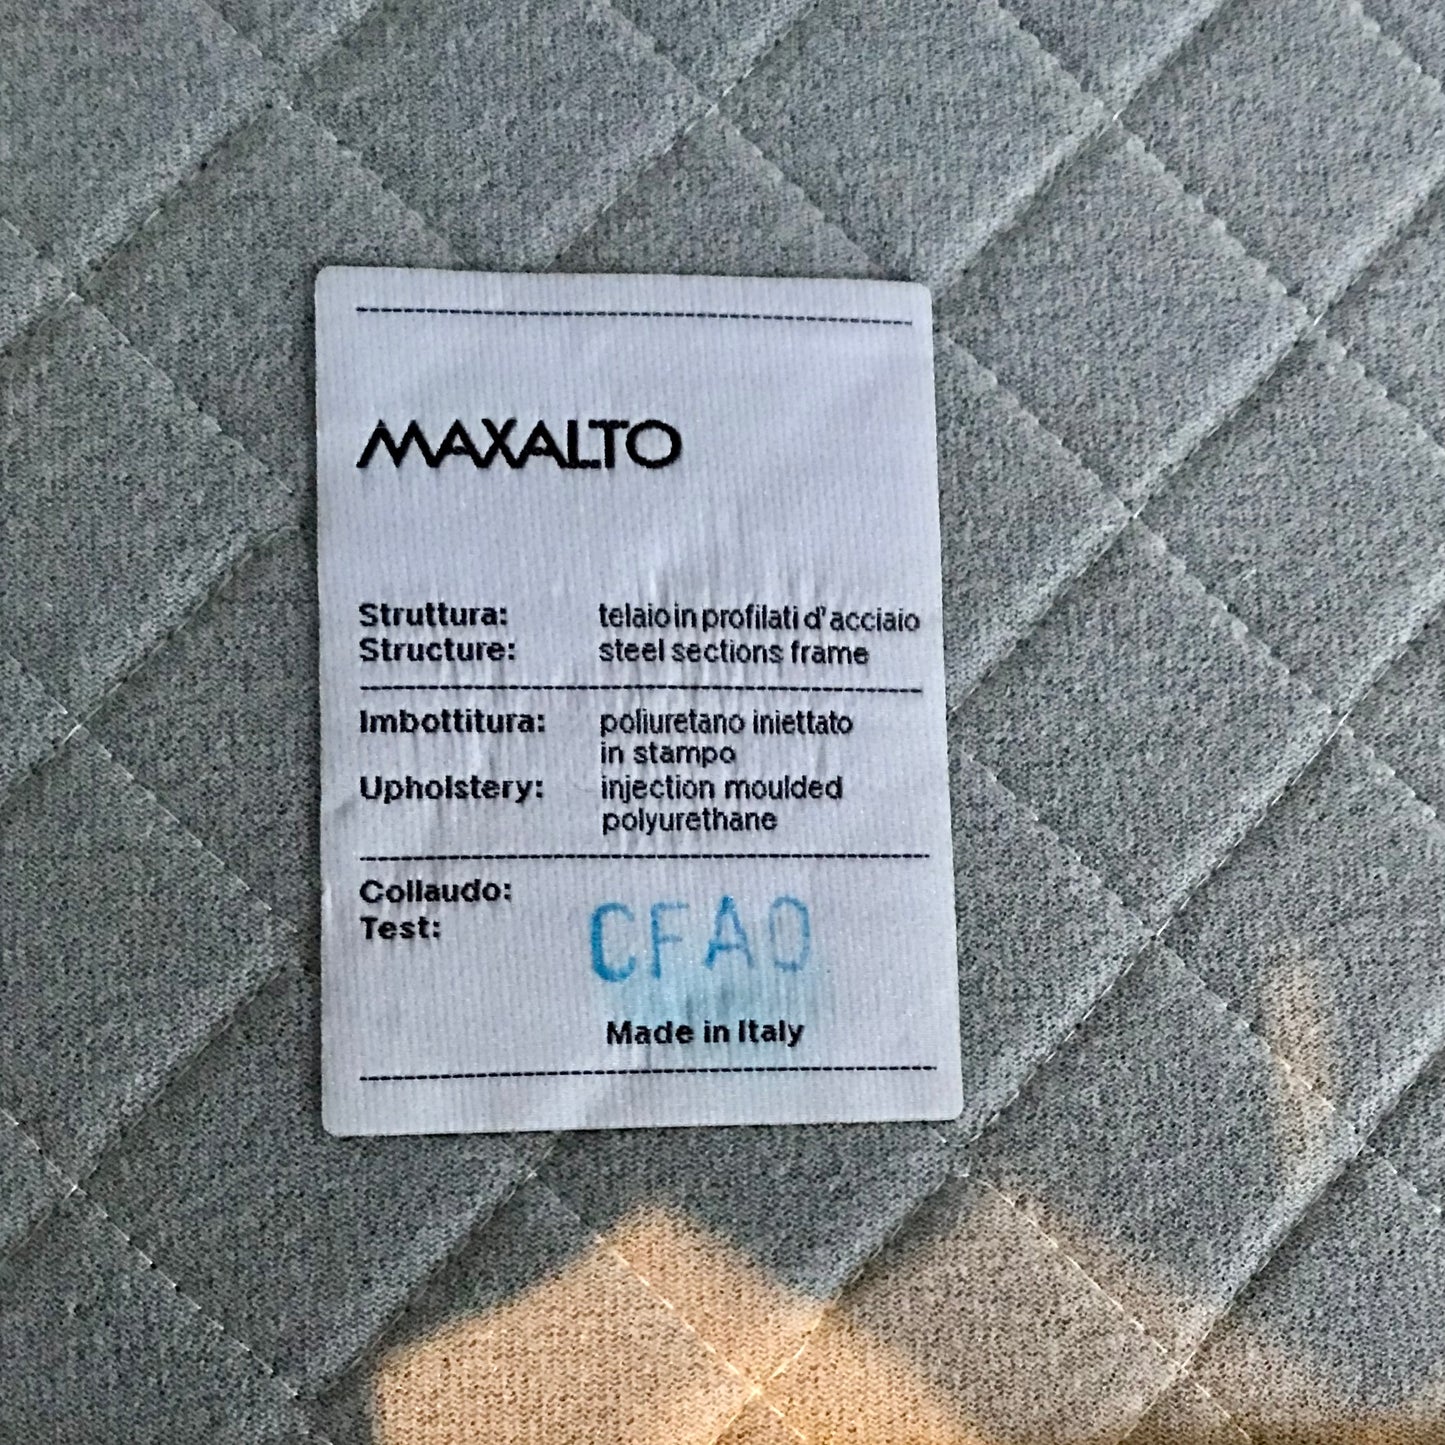 MAXALTO
Struttura: telaio in profilati d'acciaio
Structure: steel sections frame
Imbottitura: poliuretano iniettato
in stampo
Upholstery: injection moulded
polyurethane
Collaudo:
Test: CFAO
Made in Italy